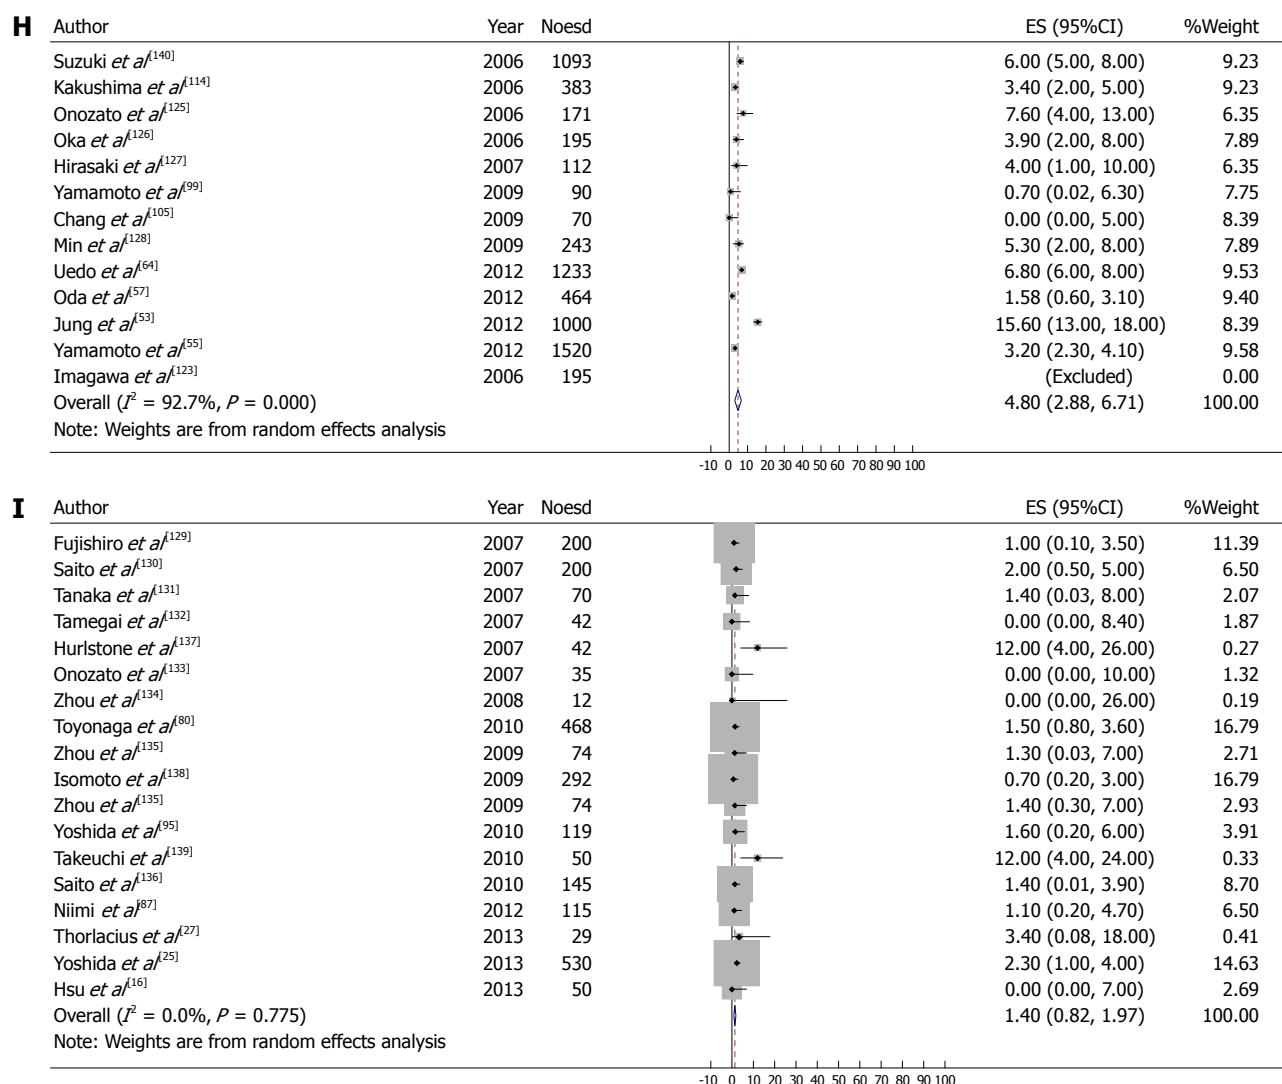 H Author Year Noesd ES (95%CI) %Weight
Suzuki et al[140] 2006 1093 6.00 (5.00, 8.00) 9.23
Kakushima et al[114] 2006 383 3.40 (2.00, 5.00) 9.23
Onozato et al[125] 2006 171 7.60 (4.00, 13.00) 6.35
Oka et al[126] 2006 195 3.90 (2.00, 8.00) 7.89
Hirasaki et al[127] 2007 112 4.00 (1.00, 10.00) 6.35
Yamamoto et al[99] 2009 90 0.70 (0.02, 6.30) 7.75
Chang et al[105] 2009 70 0.00 (0.00, 5.00) 8.39
Min et al[128] 2009 243 5.30 (2.00, 8.00) 7.89
Uedo et al[64] 2012 1233 6.80 (6.00, 8.00) 9.53
Oda et al[57] 2012 464 1.58 (0.60, 3.10) 9.40
Jung et al[53] 2012 1000 15.60 (13.00, 18.00) 8.39
Yamamoto et al[55] 2012 1520 3.20 (2.30, 4.10) 9.58
Imagawa et al[123] 2006 195 (Excluded) 0.00
Overall (I² = 92.7%, P = 0.000) 4.80 (2.88, 6.71) 100.00
Note: Weights are from random effects analysis
-10 0 10 20 30 40 50 60 70 80 90 100
I Author Year Noesd ES (95%CI) %Weight
Fujishiro et al[129] 2007 200 1.00 (0.10, 3.50) 11.39
Saito et al[130] 2007 200 2.00 (0.50, 5.00) 6.50
Tanaka et al[131] 2007 70 1.40 (0.03, 8.00) 2.07
Tamegai et al[132] 2007 42 0.00 (0.00, 8.40) 1.87
Hurlstone et al[137] 2007 42 12.00 (4.00, 26.00) 0.27
Onozato et al[133] 2007 35 0.00 (0.00, 10.00) 1.32
Zhou et al[134] 2008 12 0.00 (0.00, 26.00) 0.19
Toyonaga et al[80] 2010 468 1.50 (0.80, 3.60) 16.79
Zhou et al[135] 2009 74 1.30 (0.03, 7.00) 2.71
Isomoto et al[138] 2009 292 0.70 (0.20, 3.00) 16.79
Zhou et al[135] 2009 74 1.40 (0.30, 7.00) 2.93
Yoshida et al[95] 2010 119 1.60 (0.20, 6.00) 3.91
Takeuchi et al[139] 2010 50 12.00 (4.00, 24.00) 0.33
Saito et al[136] 2010 145 1.40 (0.01, 3.90) 8.70
Niimi et al[87] 2012 115 1.10 (0.20, 4.70) 6.50
Thorlacius et al[27] 2013 29 3.40 (0.08, 18.00) 0.41
Yoshida et al[25] 2013 530 2.30 (1.00, 4.00) 14.63
Hsu et al[16] 2013 50 0.00 (0.00, 7.00) 2.69
Overall (I² = 0.0%, P = 0.775) 1.40 (0.82, 1.97) 100.00
Note: Weights are from random effects analysis
-10 0 10 20 30 40 50 60 70 80 90 100